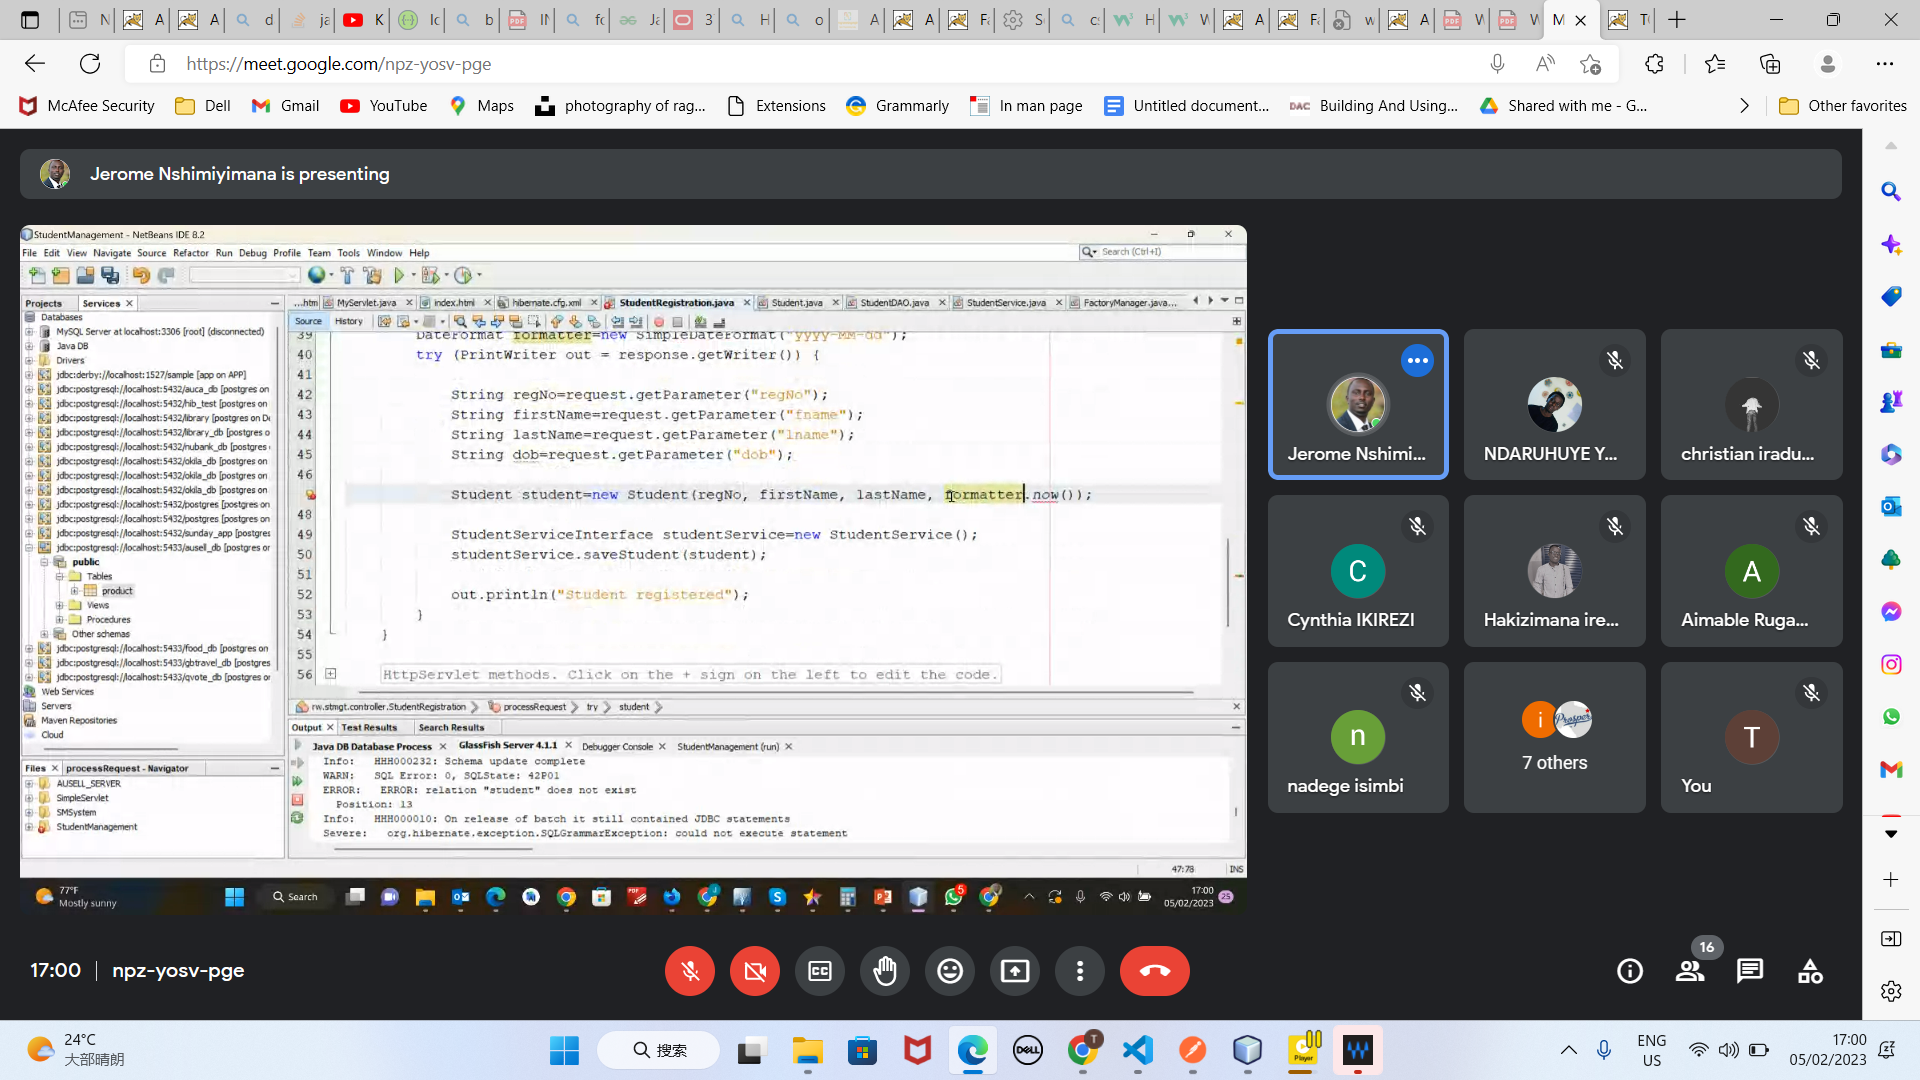 https://meet.google.com/npz-yosv-pge
McAfee Security
Dell
Gmail
YouTube
Maps
photography of rag...
Extensions
Grammarly
In man page
Untitled document...
DAC
Building And Using...
Shared with me - G...
Other favorites
Jerome Nshimiyimana is presenting
StudentManagement - NetBeans IDE 8.2
File Edit View Navigate Source Refactor Run Debug Profile Team Tools Window Help
Search (Ctrl+I)
Projects
Services
...htm
MyServlet.java
index.html
hibernate.cfg.xml
StudentRegistration.java
Student.java
StudentDAO.java
StudentService.java
FactoryManager.java...
Source
History
Databases
MySQL Server at localhost:3306 [root] (disconnected)
Java DB
Drivers
jdbc:derby://localhost:1527/sample [app on APP]
jdbc:postgresql://localhost:5432/auca_db [postgres on
jdbc:postgresql://localhost:5432/hib_test [postgres on
jdbc:postgresql://localhost:5432/library [postgres on De
jdbc:postgresql://localhost:5432/library_db [postgres o
jdbc:postgresql://localhost:5432/nubank_db [postgres
jdbc:postgresql://localhost:5432/okila_db [postgres on
jdbc:postgresql://localhost:5432/okila_db [postgres on
jdbc:postgresql://localhost:5432/postgres [postgres on
jdbc:postgresql://localhost:5432/postgres [postgres on
jdbc:postgresql://localhost:5432/sunday_app [postgres
jdbc:postgresql://localhost:5433/ausell_db [postgres or
public
Tables
product
Views
Procedures
Other schemas
jdbc:postgresql://localhost:5433/food_db [postgres on
jdbc:postgresql://localhost:5433/gbtravel_db [postgres
jdbc:postgresql://localhost:5433/qvote_db [postgres on
Web Services
Servers
Maven Repositories
Cloud
39 DateFormat formatter=new SimpleDateFormat("yyyy-MM-dd");
40 try (PrintWriter out = response.getWriter()) {
41
42 String regNo=request.getParameter("regNo");
43 String firstName=request.getParameter("fname");
44 String lastName=request.getParameter("lname");
45 String dob=request.getParameter("dob");
46
Student student=new Student(regNo, firstName, lastName, formatter.now());
48
49 StudentServiceInterface studentService=new StudentService();
50 studentService.saveStudent(student);
51
52 out.println("Student registered");
53 }
54 }
55
56 HttpServlet methods. Click on the + sign on the left to edit the code.
rw.stmgt.controller.StudentRegistration
processRequest
try
student
Output
Test Results
Search Results
Java DB Database Process
GlassFish Server 4.1.1
Debugger Console
StudentManagement (run)
Info: HHH000232: Schema update complete
WARN: SQL Error: 0, SQLState: 42P01
ERROR: ERROR: relation "student" does not exist
Position: 13
Info: HHH000010: On release of batch it still contained JDBC statements
Severe: org.hibernate.exception.SQLGrammarException: could not execute statement
Files
processRequest - Navigator
AUSELL_SERVER
SimpleServlet
SMSystem
StudentManagement
47:78
INS
77°F
Mostly sunny
Search
17:00
05/02/2023
25
Jerome Nshimi...
NDARUHUYE Y...
christian iradu...
C
Cynthia IKIREZI
Hakizimana ire...
A
Aimable Ruga...
n
nadege isimbi
i
Prosper
7 others
T
You
17:00
npz-yosv-pge
16
24°C
大部晴朗
搜索
DELL
T
Player
ENG
US
17:00
05/02/2023